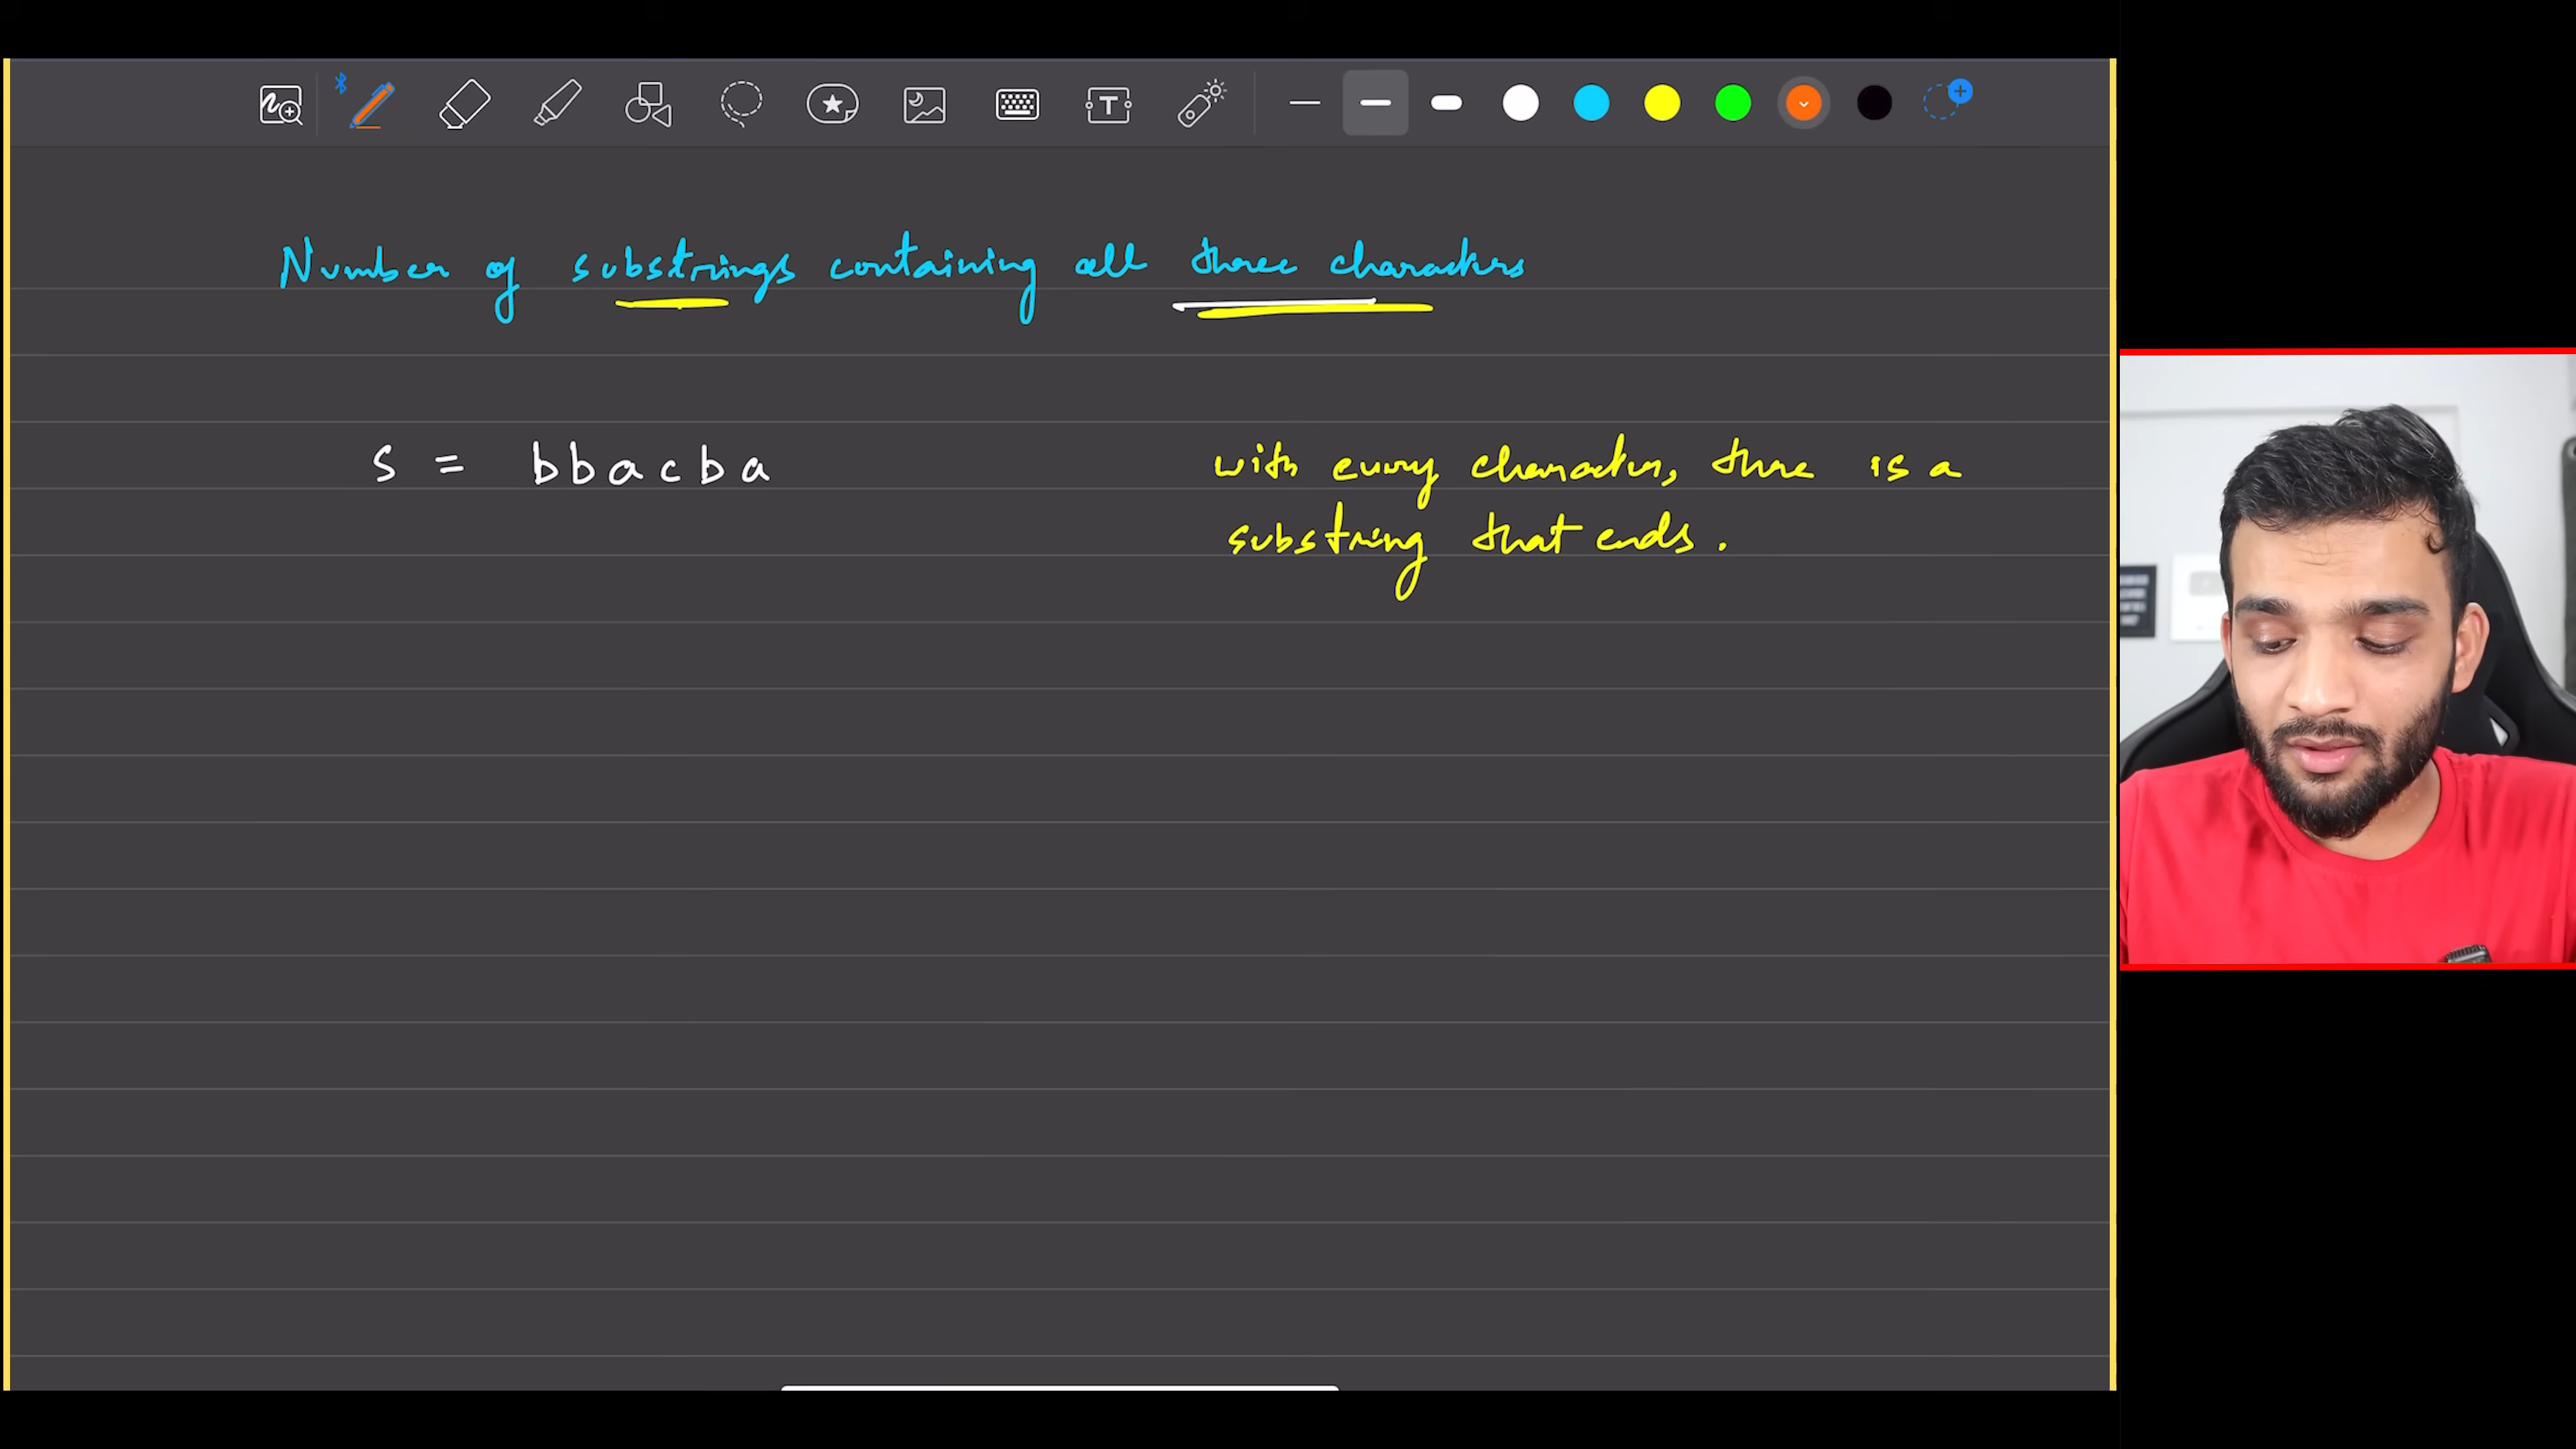 Number of substrings containing all three characters
s = bbacba
with every character, there is a
substring that ends.